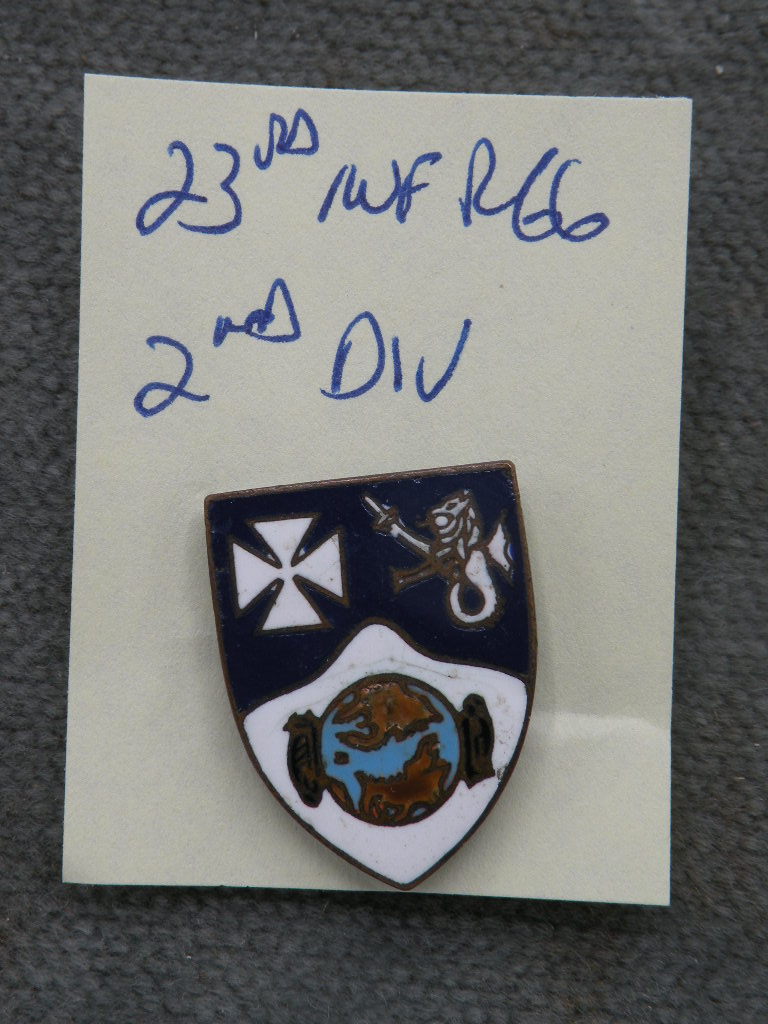 23RD INF RGG
2ND DIV